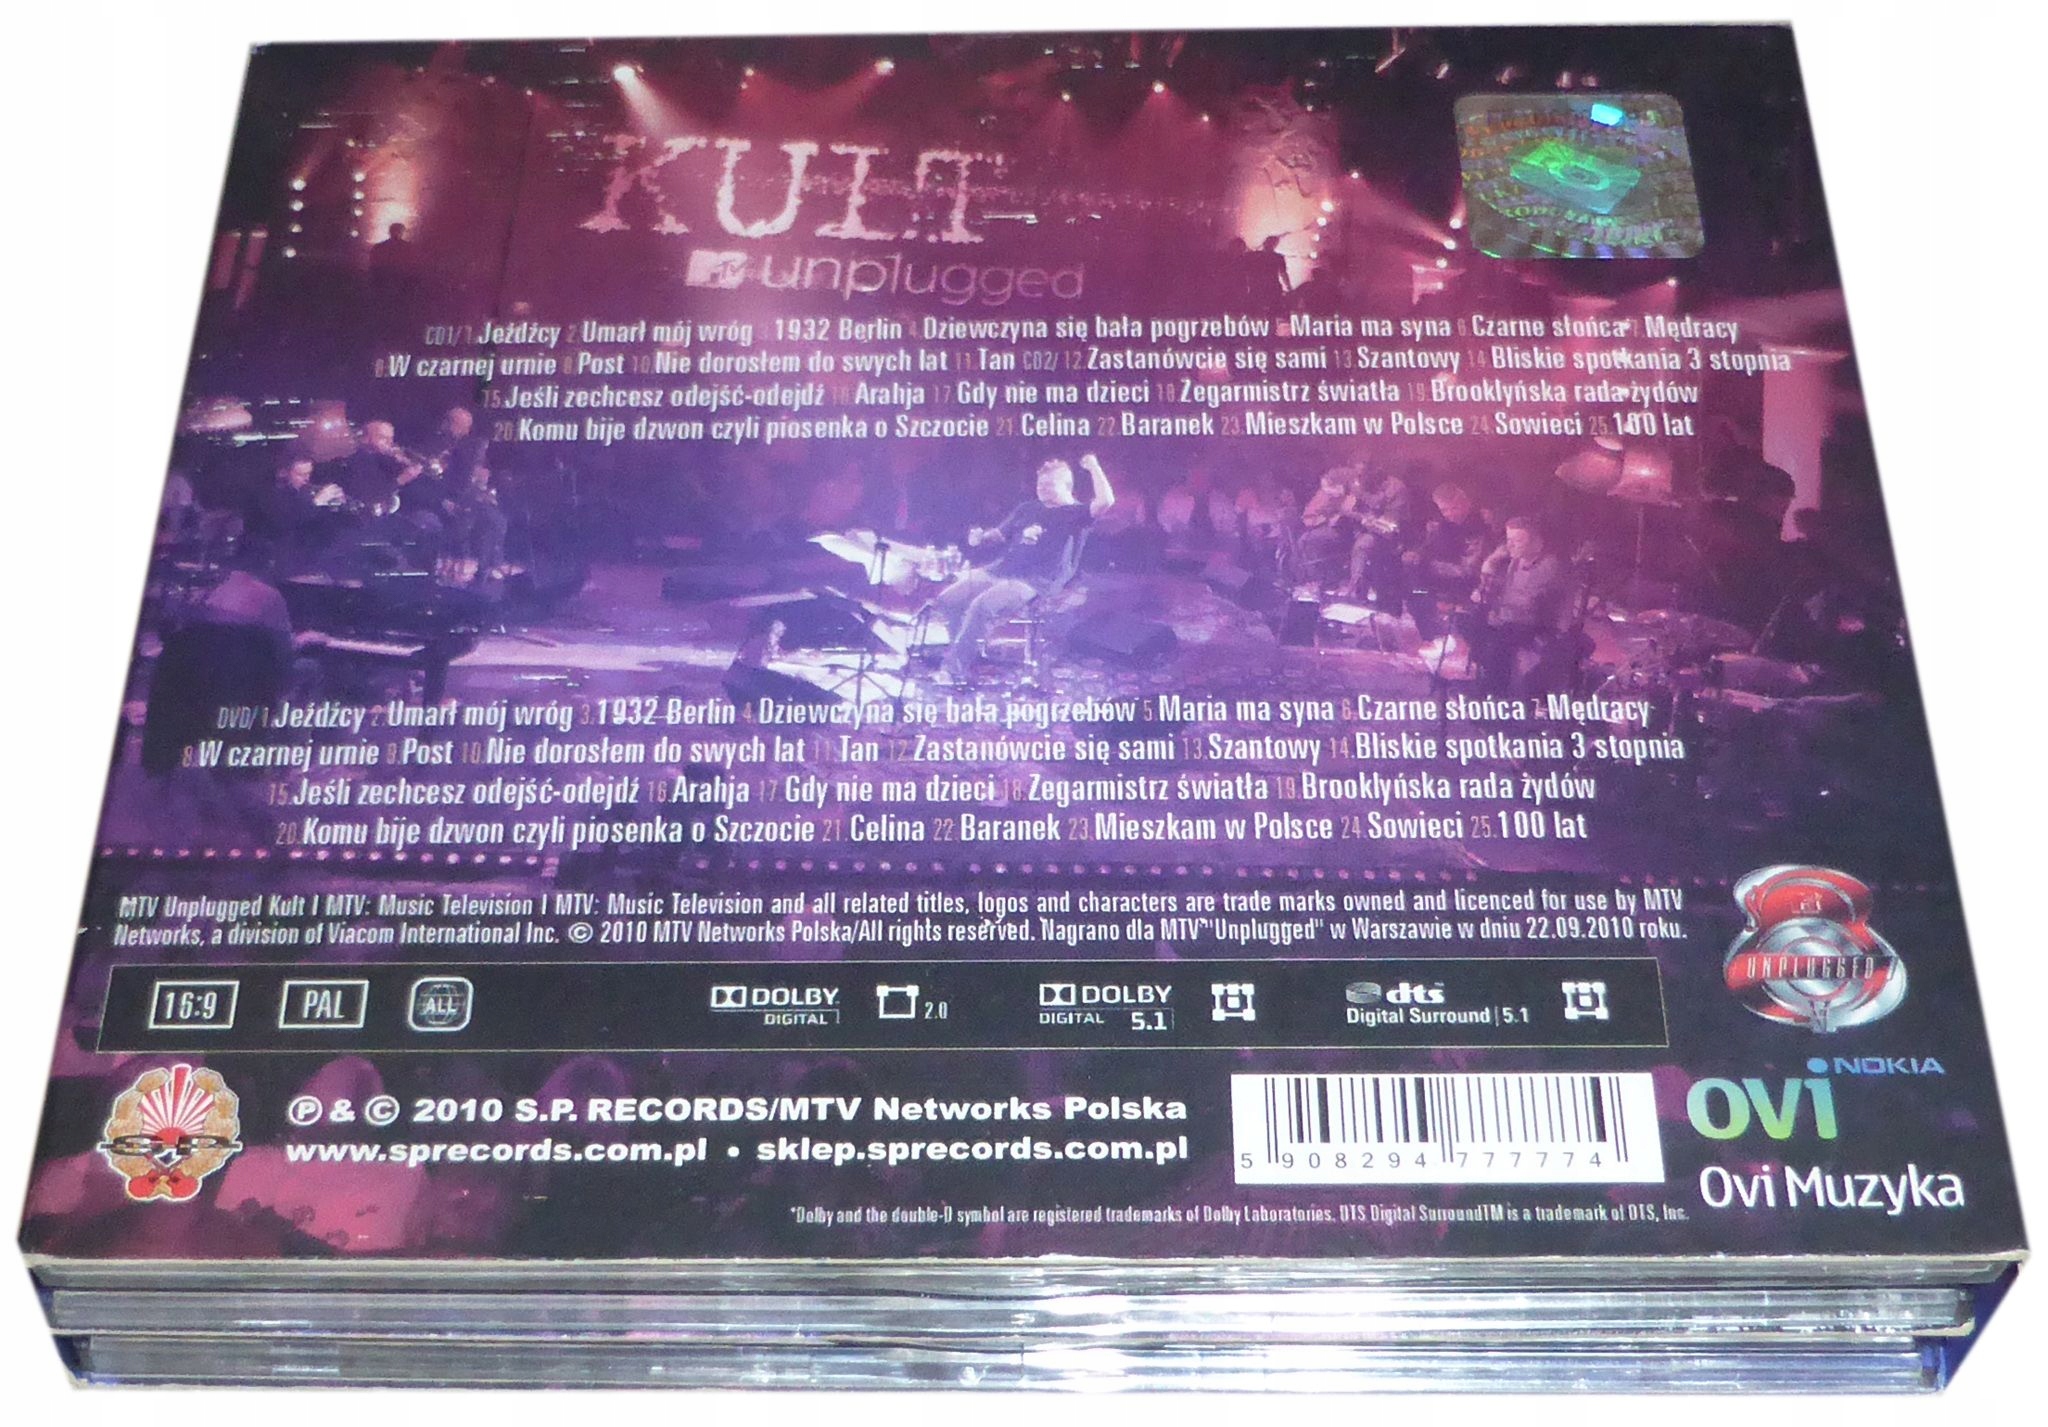 KULT
MTV unplugged
CD1/ 1.Jeźdźcy 2.Umarł mój wróg 3.1932 Berlin 4.Dziewczyna się bała pogrzebów 5.Maria ma syna 6.Czarne słońca 7.Mędracy
8.W czarnej urnie 9.Post 10.Nie dorosłem do swych lat 11.Tan CD2/ 12.Zastanówcie się sami 13.Szantowy 14.Bliskie spotkania 3 stopnia
15.Jeśli zechcesz odejść-odejdź 16.Arahja 17.Gdy nie ma dzieci 18.Zegarmistrz światła 19.Brooklyńska rada żydów
20.Komu bije dzwon czyli piosenka o Szczocie 21.Celina 22.Baranek 23.Mieszkam w Polsce 24.Sowieci 25.100 lat
DVD/ 1.Jeźdźcy 2.Umarł mój wróg 3.1932 Berlin 4.Dziewczyna się bała pogrzebów 5.Maria ma syna 6.Czarne słońca 7.Mędracy
8.W czarnej urnie 9.Post 10.Nie dorosłem do swych lat 11.Tan 12.Zastanówcie się sami 13.Szantowy 14.Bliskie spotkania 3 stopnia
15.Jeśli zechcesz odejść-odejdź 16.Arahja 17.Gdy nie ma dzieci 18.Zegarmistrz światła 19.Brooklyńska rada żydów
20.Komu bije dzwon czyli piosenka o Szczocie 21.Celina 22.Baranek 23.Mieszkam w Polsce 24.Sowieci 25.100 lat
MTV Unplugged Kult I MTV: Music Television I MTV: Music Television and all related titles, logos and characters are trade marks owned and licenced for use by MTV
Networks, a division of Viacom International Inc. © 2010 MTV Networks Polska/All rights reserved. Nagrano dla MTV "Unplugged" w Warszawie w dniu 22.09.2010 roku.
UNPLUGGED
16:9 PAL ALL DOLBY DIGITAL 2.0 DOLBY DIGITAL 5.1 dts Digital Surround | 5.1
NOKIA
ovi
Ovi Muzyka
℗ & © 2010 S.P. RECORDS/MTV Networks Polska
www.sprecords.com.pl • sklep.sprecords.com.pl
5 908294 777774
*Dolby and the double-D symbol are registered trademarks of Dolby Laboratories. DTS Digital SurroundTM is a trademark of DTS, Inc.